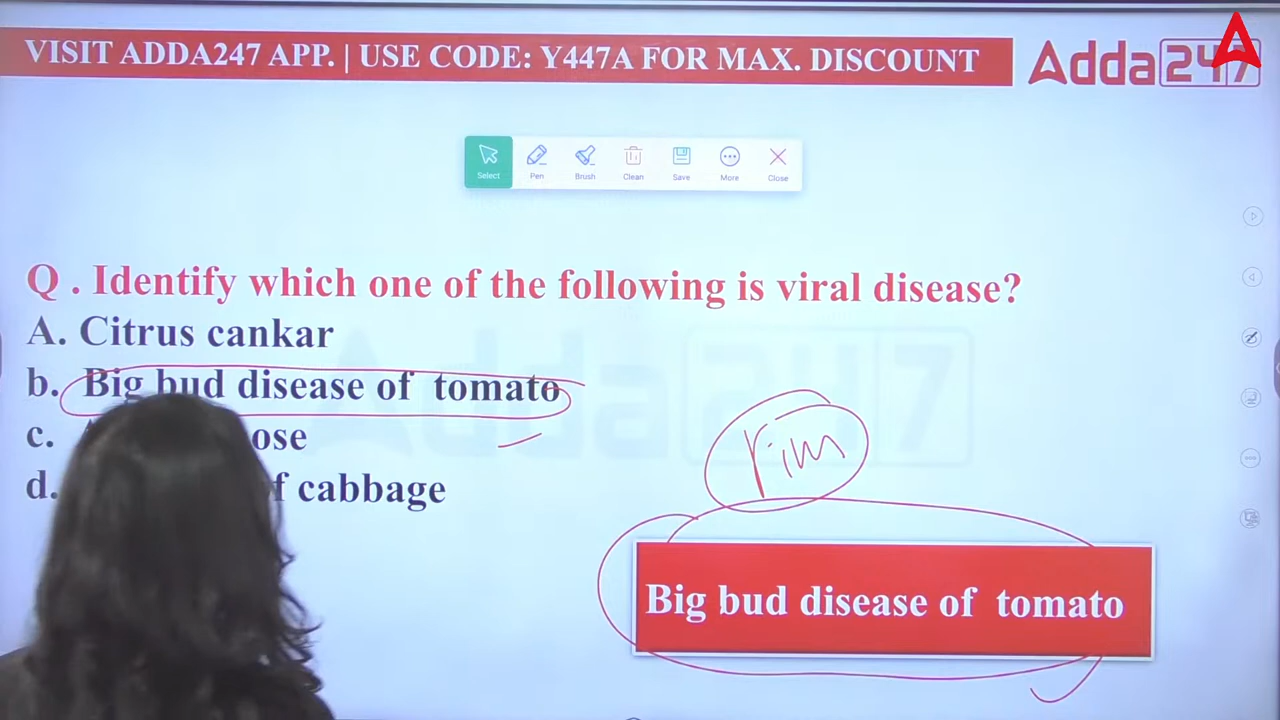 VISIT ADDA247 APP. | USE CODE: Y447A FOR MAX. DISCOUNT
Adda247
Select Pen Brush Clean Save More Close
Q . Identify which one of the following is viral disease?
A. Citrus cankar
b. Big bud disease of tomato
c. ose
d. f cabbage
Big bud disease of tomato